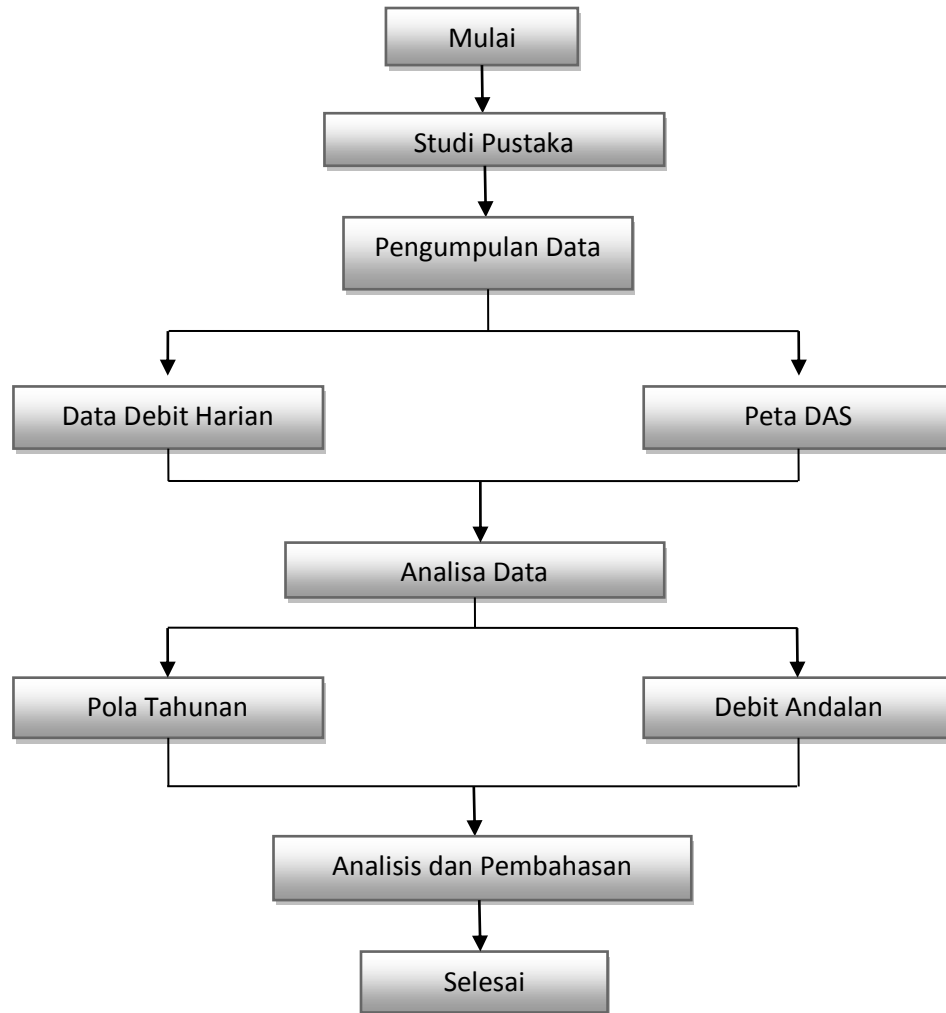 Mulai
Studi Pustaka
Pengumpulan Data
Data Debit Harian
Peta DAS
Analisa Data
Pola Tahunan
Debit Andalan
Analisis dan Pembahasan
Selesai